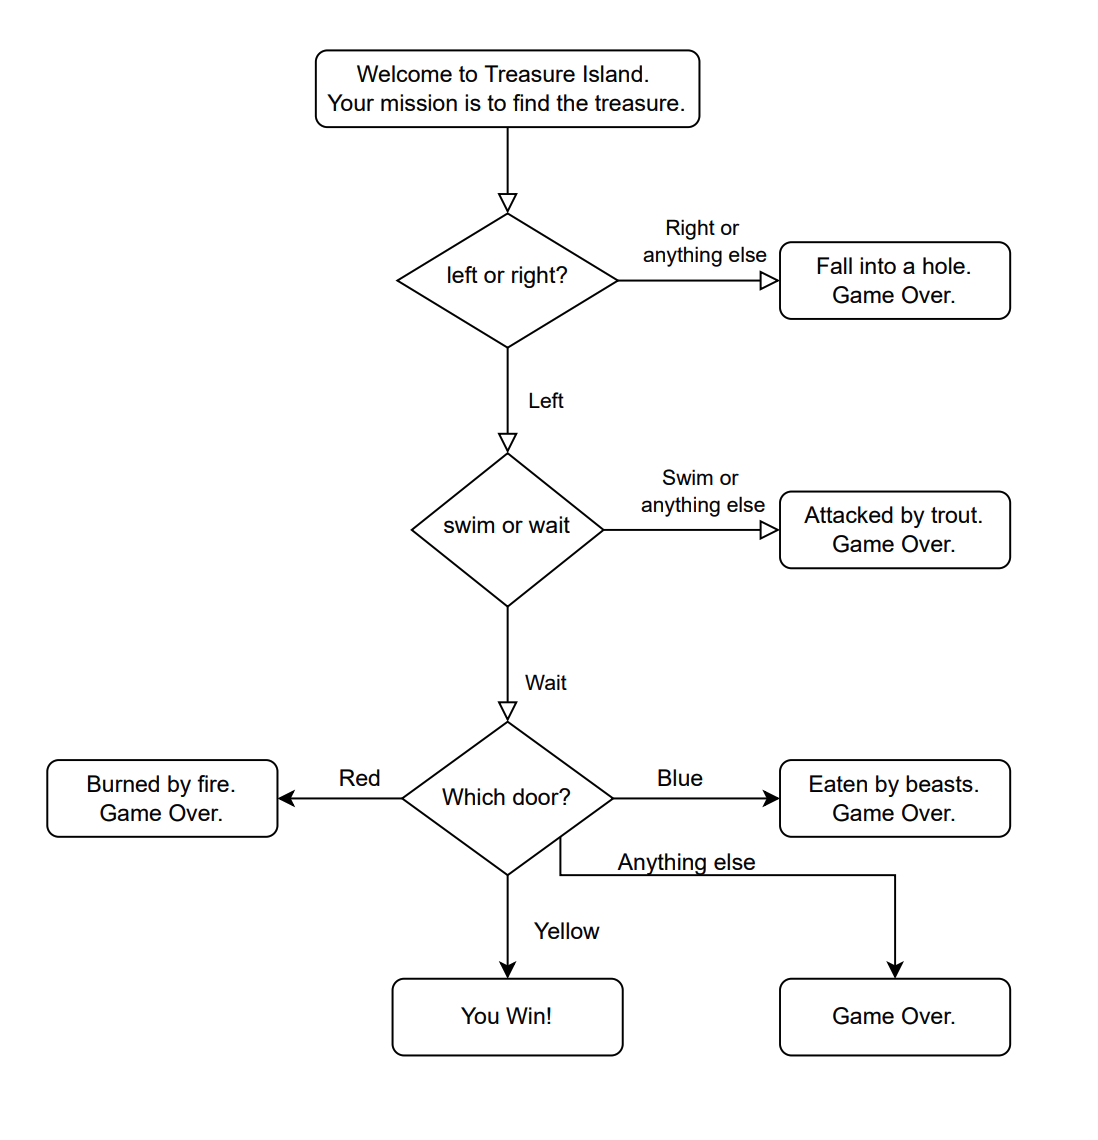 Welcome to Treasure Island.
Your mission is to find the treasure.
left or right?
Right or
anything else
Fall into a hole.
Game Over.
Left
swim or wait
Swim or
anything else
Attacked by trout.
Game Over.
Wait
Which door?
Red
Burned by fire.
Game Over.
Blue
Eaten by beasts.
Game Over.
Anything else
Yellow
You Win!
Game Over.